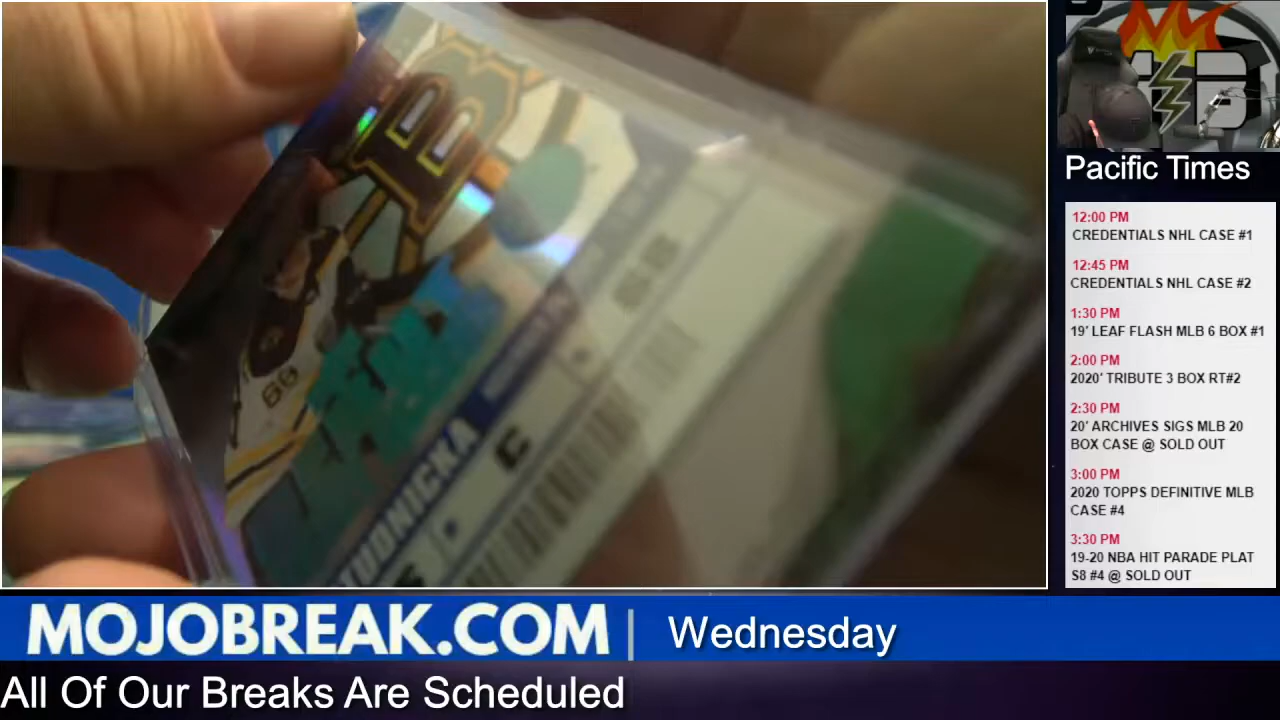 B
68
STUDNICKA
C
Pacific Times
12:00 PM
CREDENTIALS NHL CASE #1
12:45 PM
CREDENTIALS NHL CASE #2
1:30 PM
19' LEAF FLASH MLB 6 BOX #1
2:00 PM
2020' TRIBUTE 3 BOX RT#2
2:30 PM
20' ARCHIVES SIGS MLB 20
BOX CASE @ SOLD OUT
3:00 PM
2020 TOPPS DEFINITIVE MLB
CASE #4
3:30 PM
19-20 NBA HIT PARADE PLAT
S8 #4 @ SOLD OUT
MOJOBREAK.COM | Wednesday
All Of Our Breaks Are Scheduled